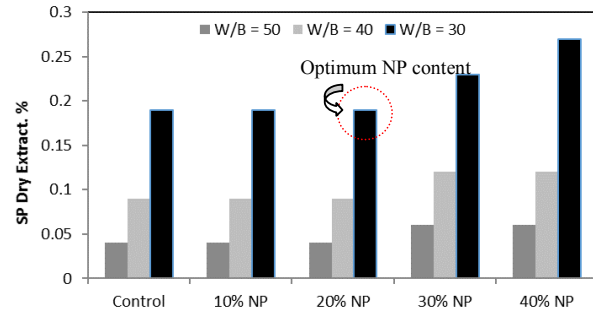 0.3
W/B = 50 W/B = 40 W/B = 30
0.25
Optimum NP content
0.2
0.15
0.1
0.05
0
SP Dry Extract. %
Control 10% NP 20% NP 30% NP 40% NP